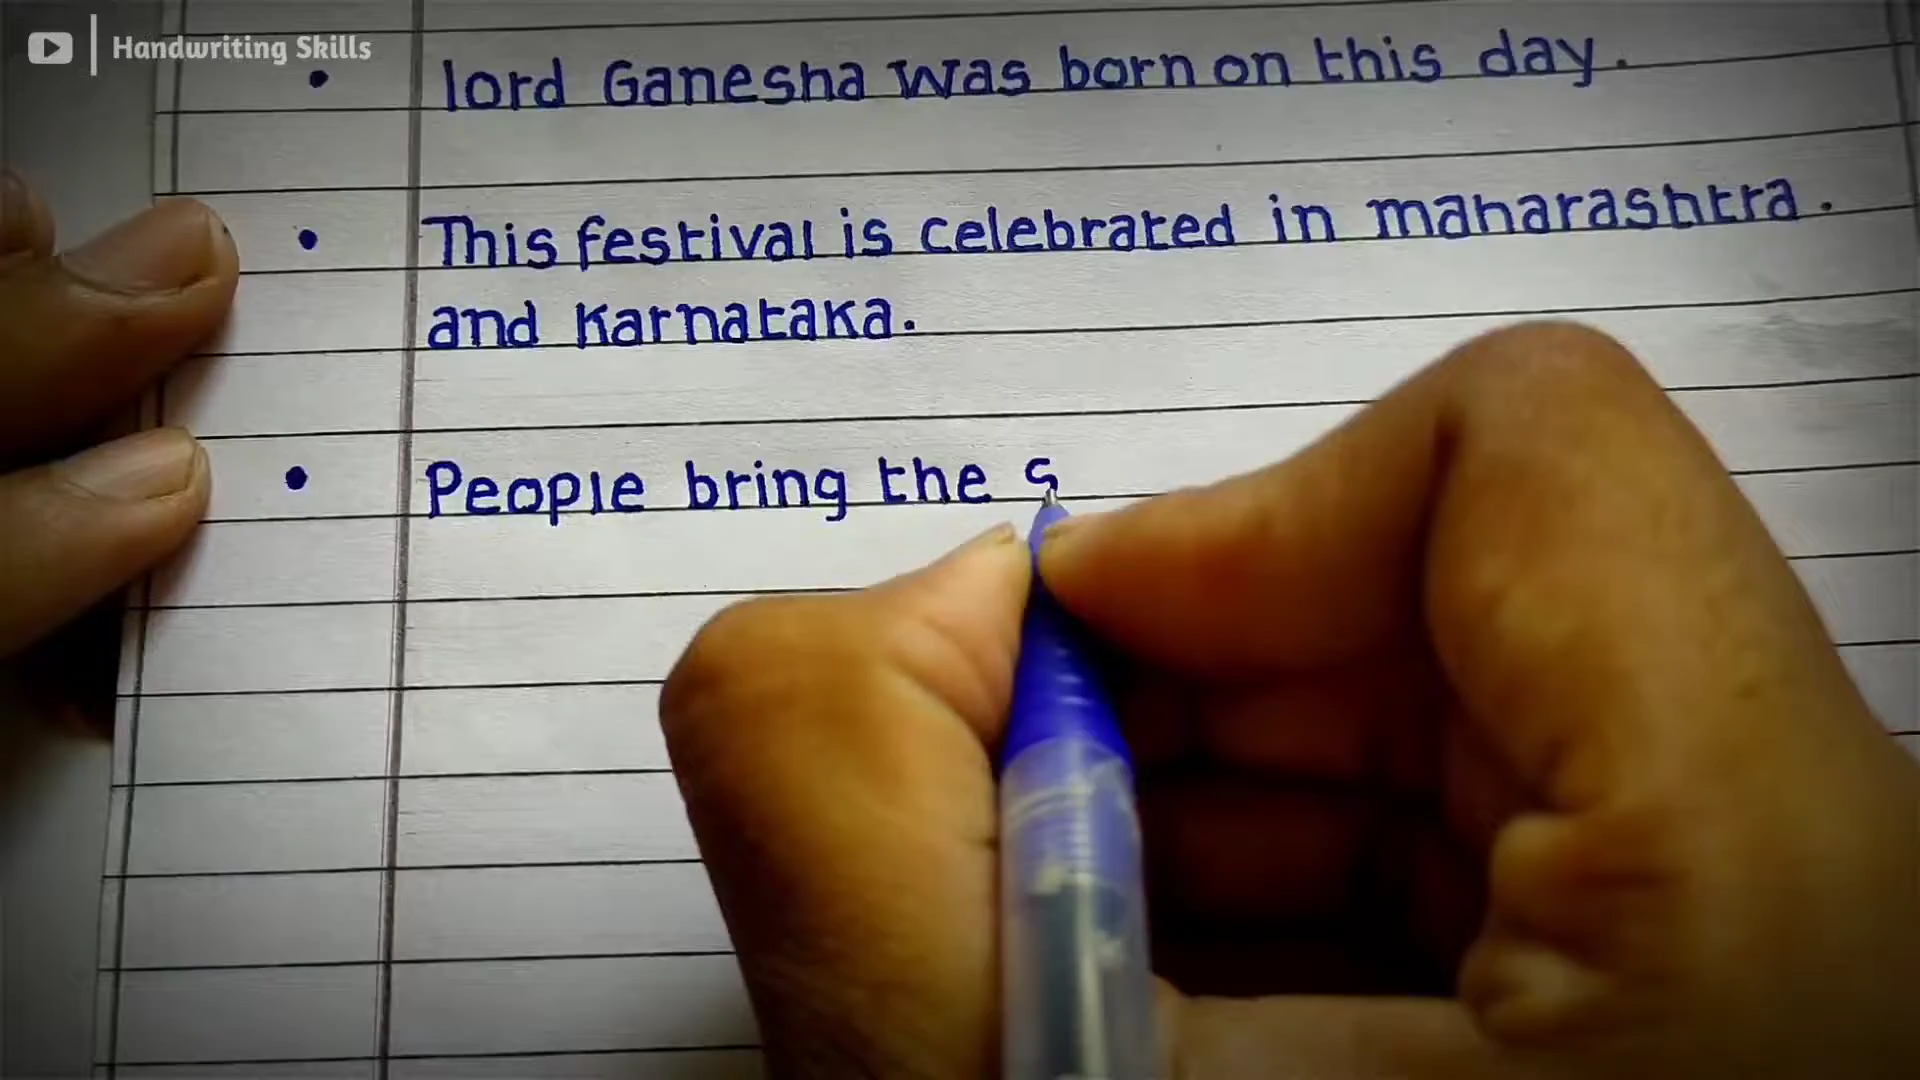 Handwriting Skills
• lord Ganesha was born on this day.
• This festival is celebrated in maharashtra.
and Karnataka.
• People bring the s